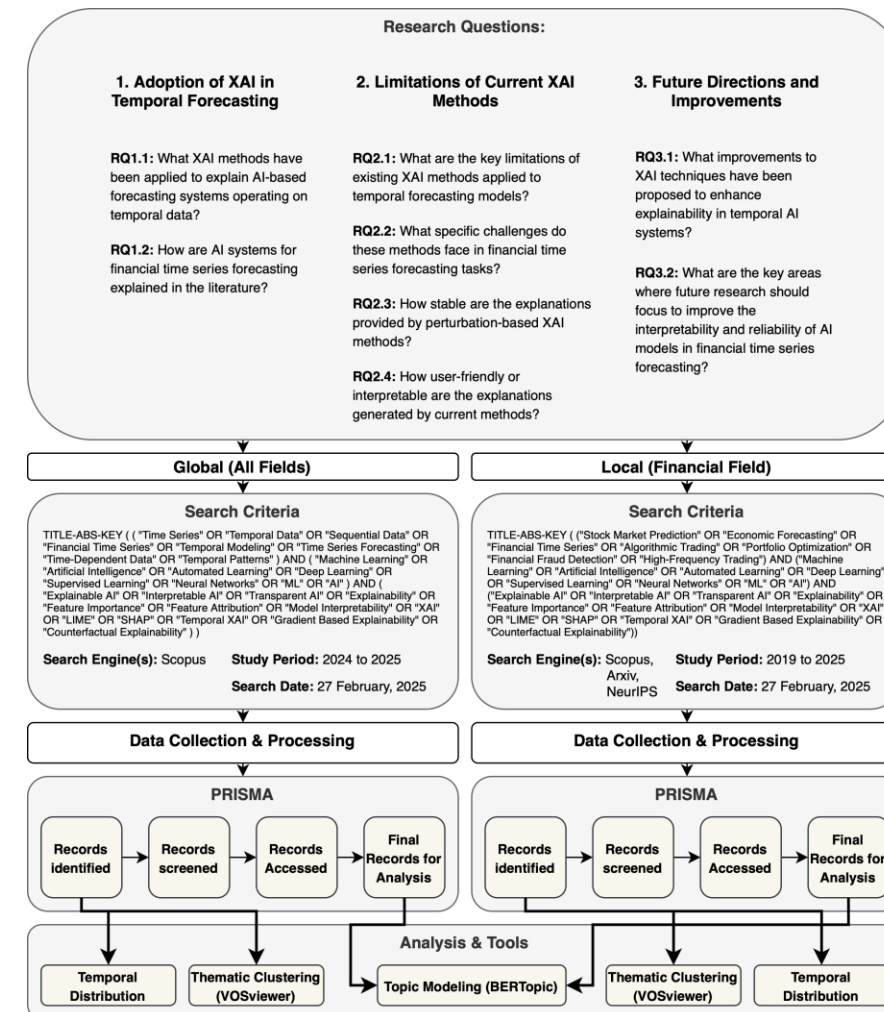 Research Questions:
1. Adoption of XAI in
Temporal Forecasting
RQ1.1: What XAI methods have
been applied to explain AI-based
forecasting systems operating on
temporal data?
RQ1.2: How are AI systems for
financial time series forecasting
explained in the literature?
2. Limitations of Current XAI
Methods
RQ2.1: What are the key limitations of
existing XAI methods applied to
temporal forecasting models?
RQ2.2: What specific challenges do
these methods face in financial time
series forecasting tasks?
RQ2.3: How stable are the explanations
provided by perturbation-based XAI
methods?
RQ2.4: How user-friendly or
interpretable are the explanations
generated by current methods?
3. Future Directions and
Improvements
RQ3.1: What improvements to
XAI techniques have been
proposed to enhance
explainability in temporal AI
systems?
RQ3.2: What are the key areas
where future research should
focus to improve the
interpretability and reliability of AI
models in financial time series
forecasting?
Global (All Fields)
Search Criteria
TITLE-ABS-KEY ( ( "Time Series" OR "Temporal Data" OR "Sequential Data" OR
"Financial Time Series" OR "Temporal Modeling" OR "Time Series Forecasting" OR
"Time-Dependent Data" OR "Temporal Patterns" ) AND ( "Machine Learning" OR
"Artificial Intelligence" OR "Automated Learning" OR "Deep Learning" OR
"Supervised Learning" OR "Neural Networks" OR "ML" OR "AI" ) AND (
"Explainable AI" OR "Interpretable AI" OR "Transparent AI" OR "Explainability" OR
"Feature Importance" OR "Feature Attribution" OR "Model Interpretability" OR "XAI"
OR "LIME" OR "SHAP" OR "Temporal XAI" OR "Gradient Based Explainability" OR
"Counterfactual Explainability" ) )
Search Engine(s): Scopus
Study Period: 2024 to 2025
Search Date: 27 February, 2025
Data Collection & Processing
PRISMA
Records
identified
Records
screened
Records
Accessed
Final
Records for
Analysis
Local (Financial Field)
Search Criteria
TITLE-ABS-KEY ( ("Stock Market Prediction" OR "Economic Forecasting" OR
"Financial Time Series" OR "Algorithmic Trading" OR "Portfolio Optimization" OR
"Financial Fraud Detection" OR "High-Frequency Trading") AND ("Machine
Learning" OR "Artificial Intelligence" OR "Automated Learning" OR "Deep Learning"
OR "Supervised Learning" OR "Neural Networks" OR "ML" OR "AI") AND
("Explainable AI" OR "Interpretable AI" OR "Transparent AI" OR "Explainability" OR
"Feature Importance" OR "Feature Attribution" OR "Model Interpretability" OR "XAI"
OR "LIME" OR "SHAP" OR "Temporal XAI" OR "Gradient Based Explainability" OR
"Counterfactual Explainability"))
Search Engine(s): Scopus,
Arxiv,
NeurIPS
Study Period: 2019 to 2025
Search Date: 27 February, 2025
Data Collection & Processing
PRISMA
Records
identified
Records
screened
Records
Accessed
Final
Records for
Analysis
Analysis & Tools
Temporal
Distribution
Thematic Clustering
(VOSviewer)
Topic Modeling (BERTopic)
Thematic Clustering
(VOSviewer)
Temporal
Distribution